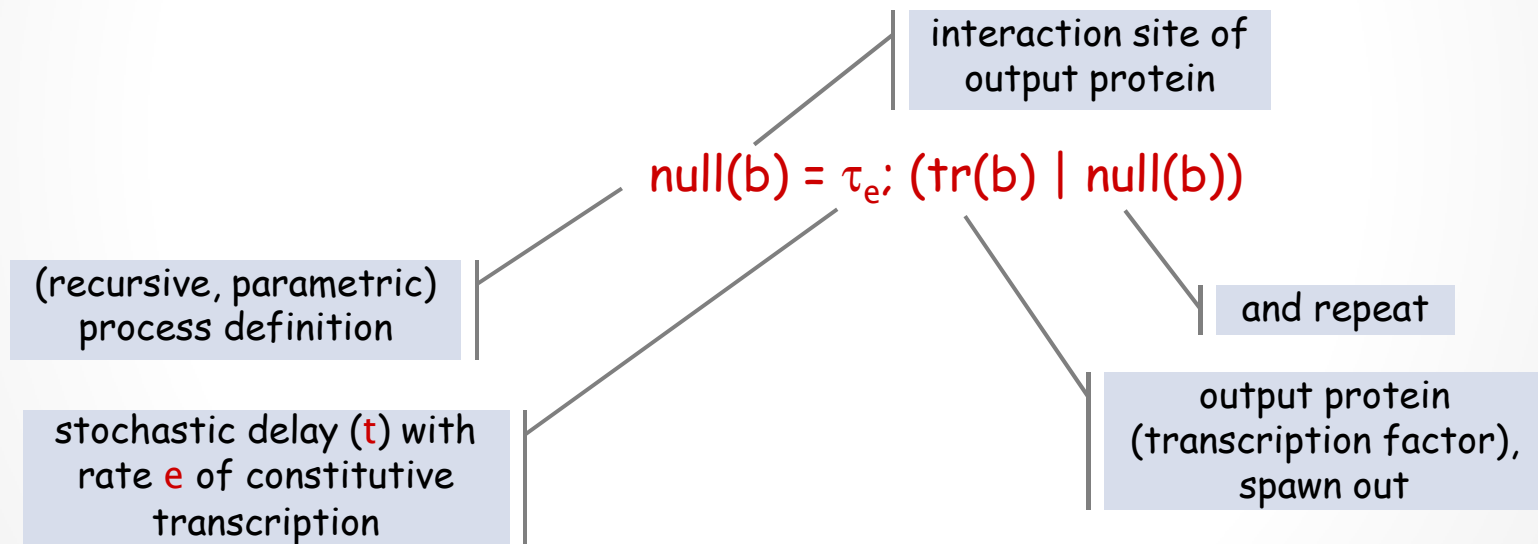 interaction site of
output protein
null(b) = τe; (tr(b) | null(b))
(recursive, parametric)
process definition
and repeat
stochastic delay (t) with
rate e of constitutive
transcription
output protein
(transcription factor),
spawn out